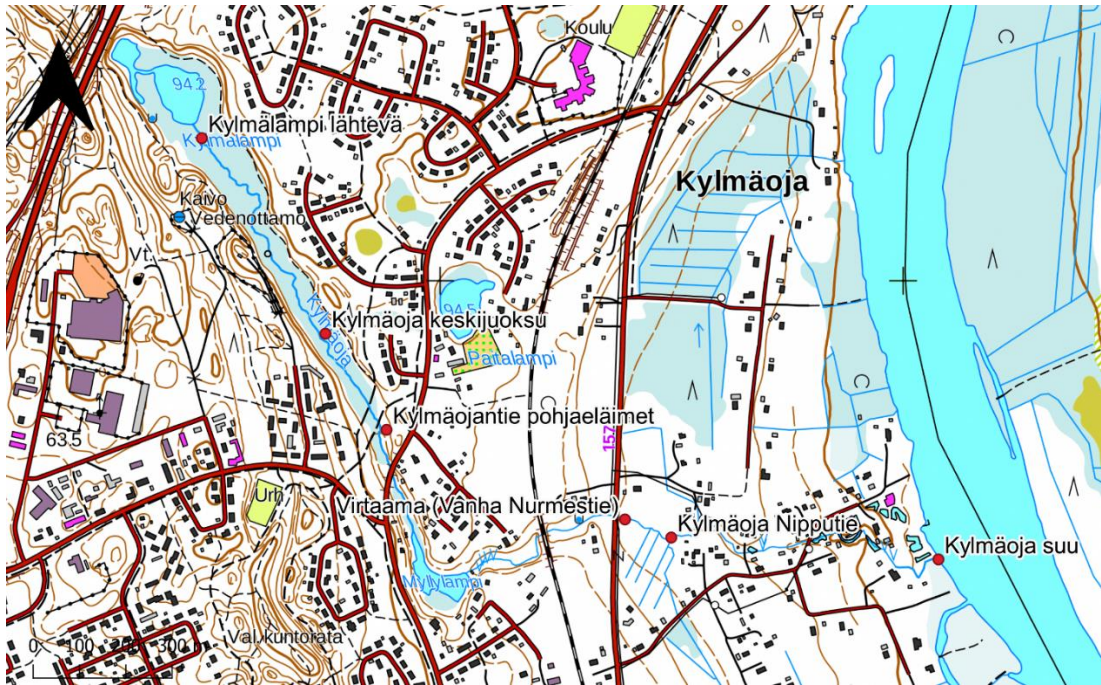 Koulu
94.2
Kylmälampi lähtevä
Kylmälampi
Kylmäoja
Kaivo
Vedenottamo
Vt.
94.5
Kylmäoja keskijuoksu
Kylmäoja
Pattalampi
Kylmäojantie pohjaeläimet
63.5
157
Urh
Virtaama (Vanha Nurmestie)
Kylmäoja Nipputie
Kylmäoja suu
Myllylampi
Val.kuntorata
0 100 200 300 m